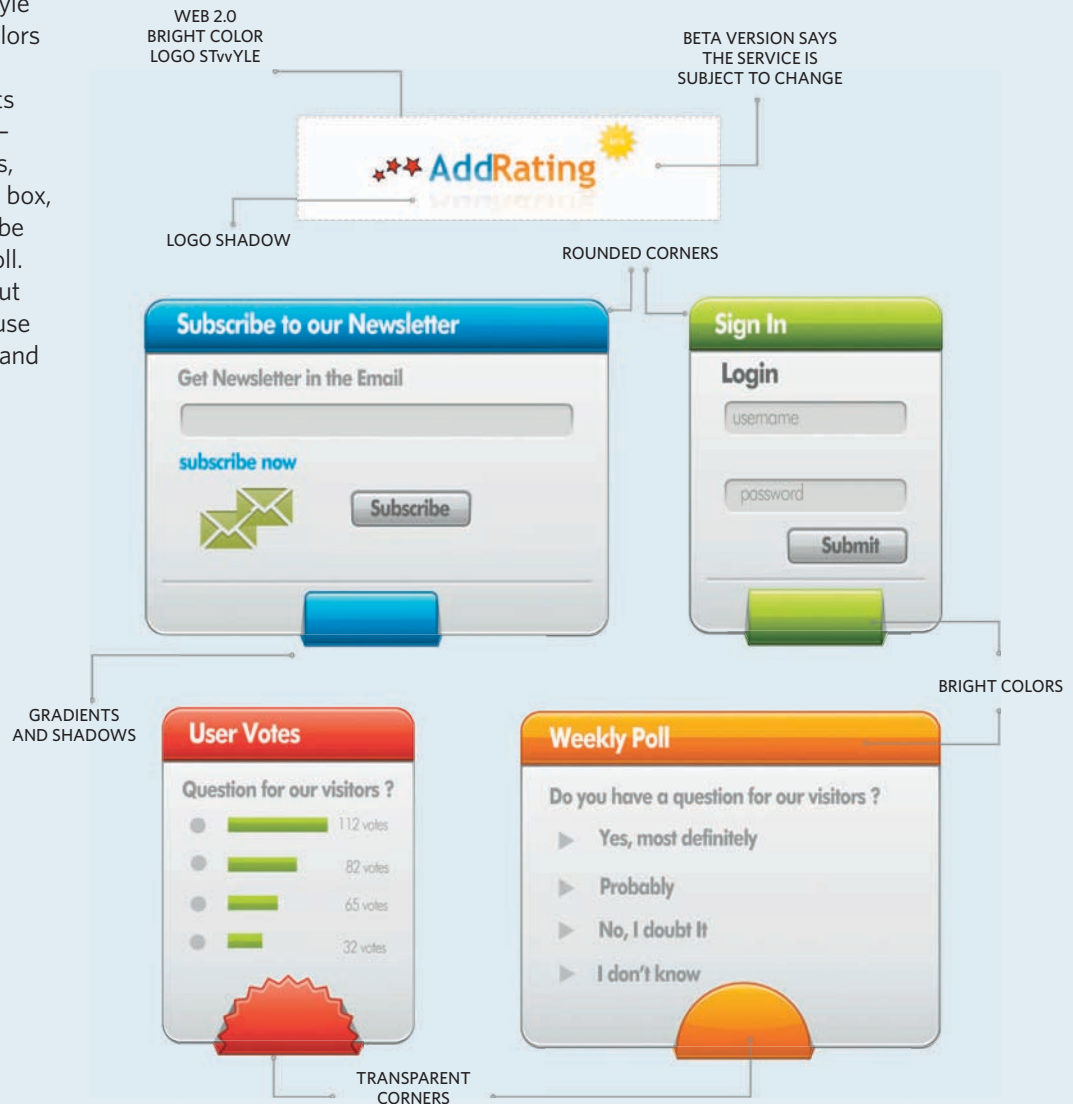 yle
lors
ts
–
s,
box,
be
oll.
ut
use
and
WEB 2.0
BRIGHT COLOR
LOGO STvvYLE
BETA VERSION SAYS
THE SERVICE IS
SUBJECT TO CHANGE
AddRating
LOGO SHADOW
ROUNDED CORNERS
Subscribe to our Newsletter
Get Newsletter in the Email
subscribe now
Subscribe
Sign In
Login
username
password
Submit
GRADIENTS
AND SHADOWS
BRIGHT COLORS
User Votes
Question for our visitors ?
112 votes
82 votes
65 votes
32 votes
Weekly Poll
Do you have a question for our visitors ?
Yes, most definitely
Probably
No, I doubt It
I don't know
TRANSPARENT
CORNERS